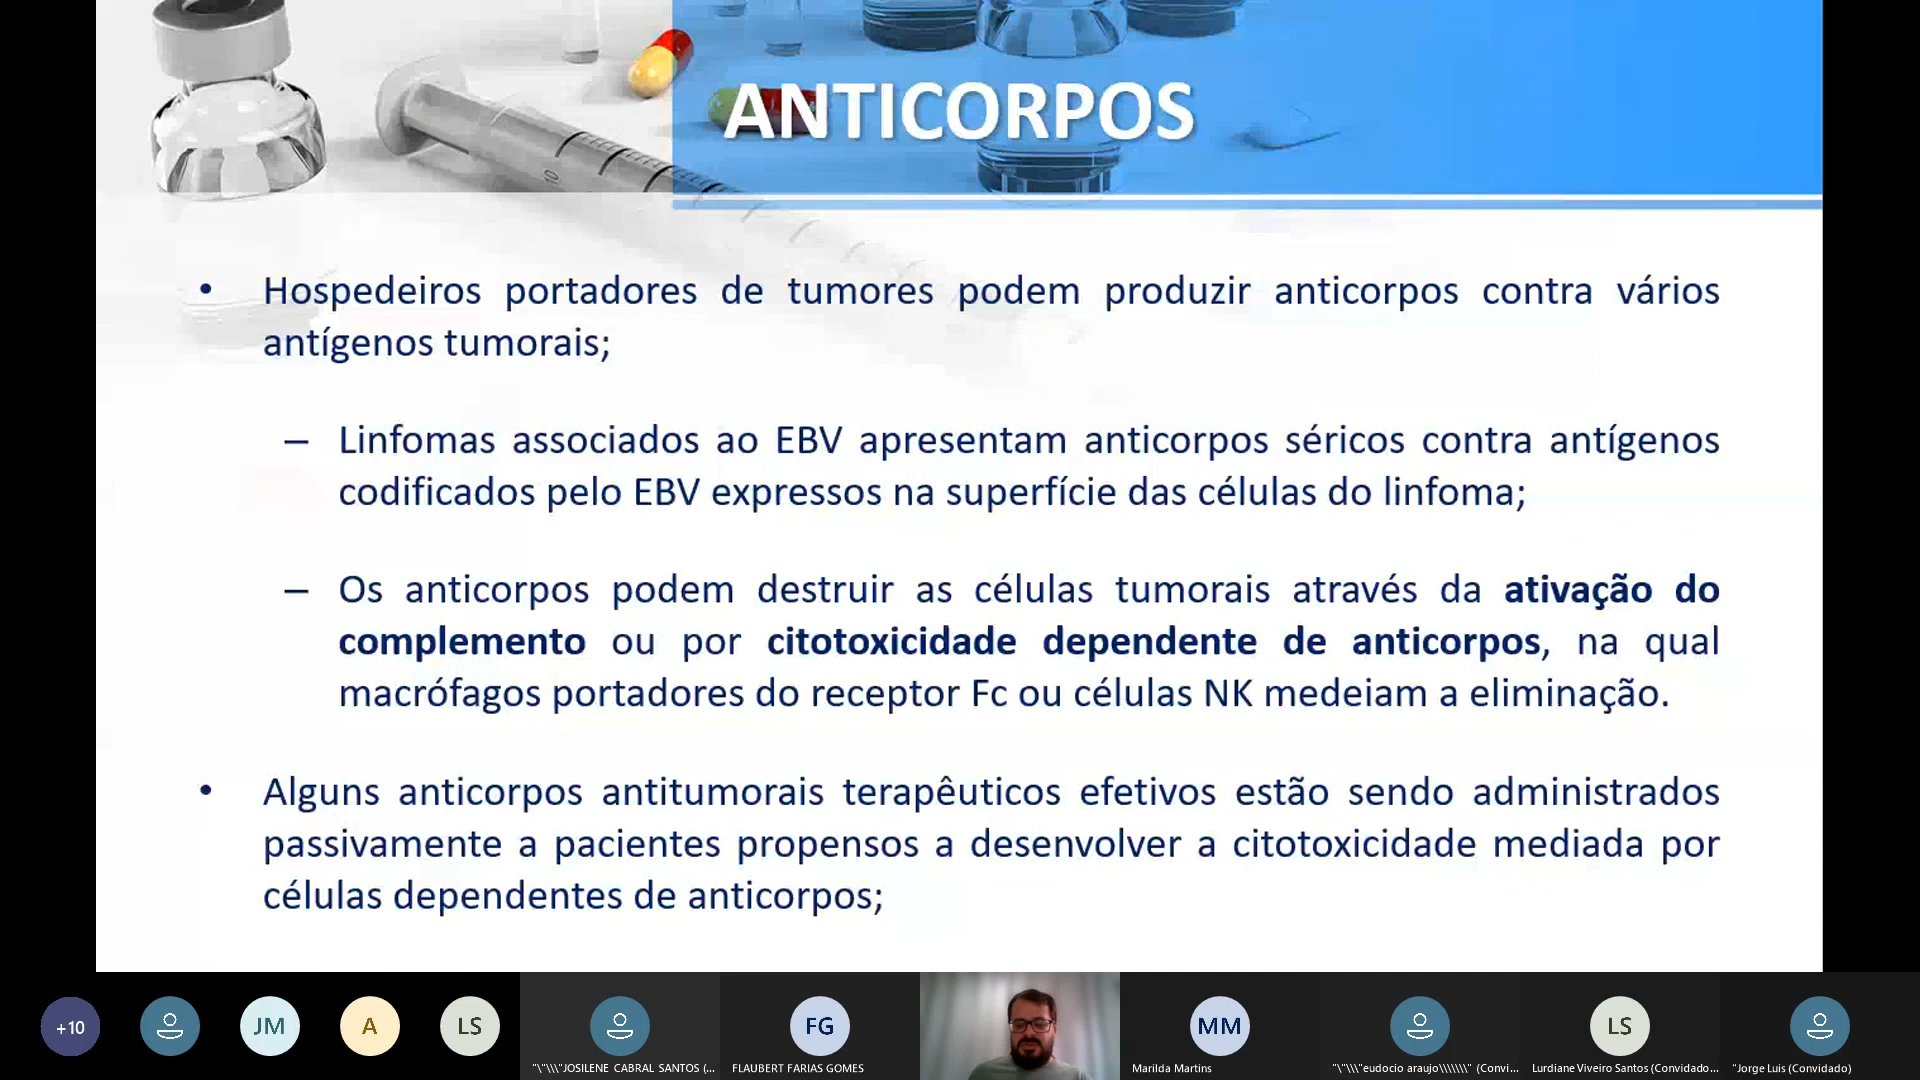 ANTICORPOS
• Hospedeiros portadores de tumores podem produzir anticorpos contra vários
antígenos tumorais;
– Linfomas associados ao EBV apresentam anticorpos séricos contra antígenos
codificados pelo EBV expressos na superfície das células do linfoma;
– Os anticorpos podem destruir as células tumorais através da ativação do
complemento ou por citotoxicidade dependente de anticorpos, na qual
macrófagos portadores do receptor Fc ou células NK medeiam a eliminação.
• Alguns anticorpos antitumorais terapêuticos efetivos estão sendo administrados
passivamente a pacientes propensos a desenvolver a citotoxicidade mediada por
células dependentes de anticorpos;
10
+10
JM
A
LS
FG
MM
LS
"\"\\\"JOSILENE CABRAL SANTOS (...
FLAUBERT FARIAS GOMES
Marilda Martins
"\"\\\"eudocio araujo\\\\\\\" (Convi...
Lurdiane Viveiro Santos (Convidado...
"Jorge Luis (Convidado)